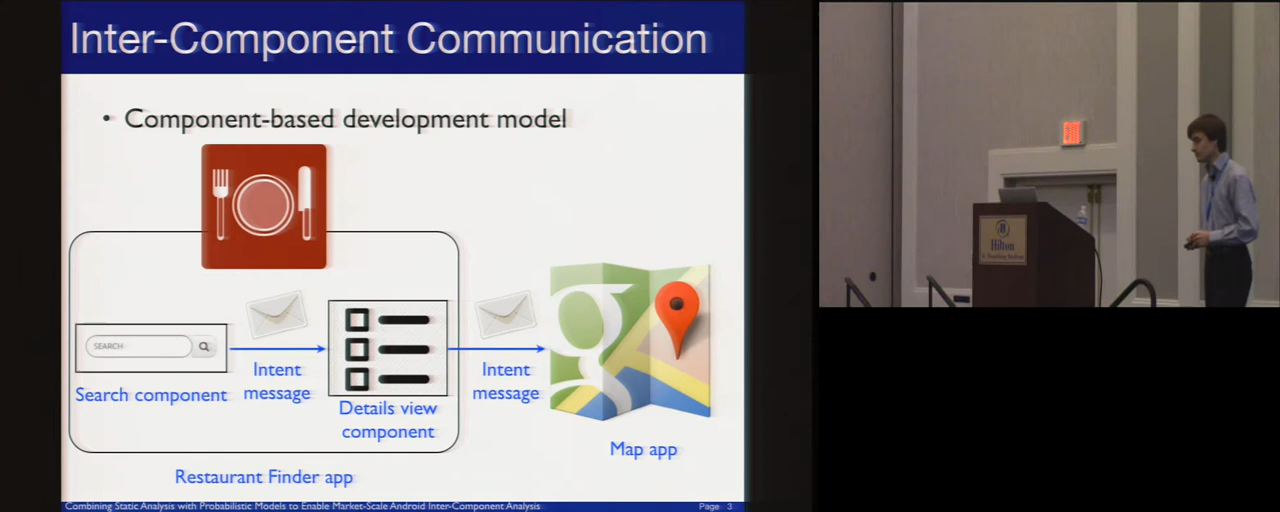 Inter-Component Communication
• Component-based development model
SEARCH
Search component
Intent
message
Details view
component
Intent
message
Map app
Restaurant Finder app
Combining Static Analysis with Probabilistic Models to Enable Market-Scale Android Inter-Component Analysis
Page 3
Hilton